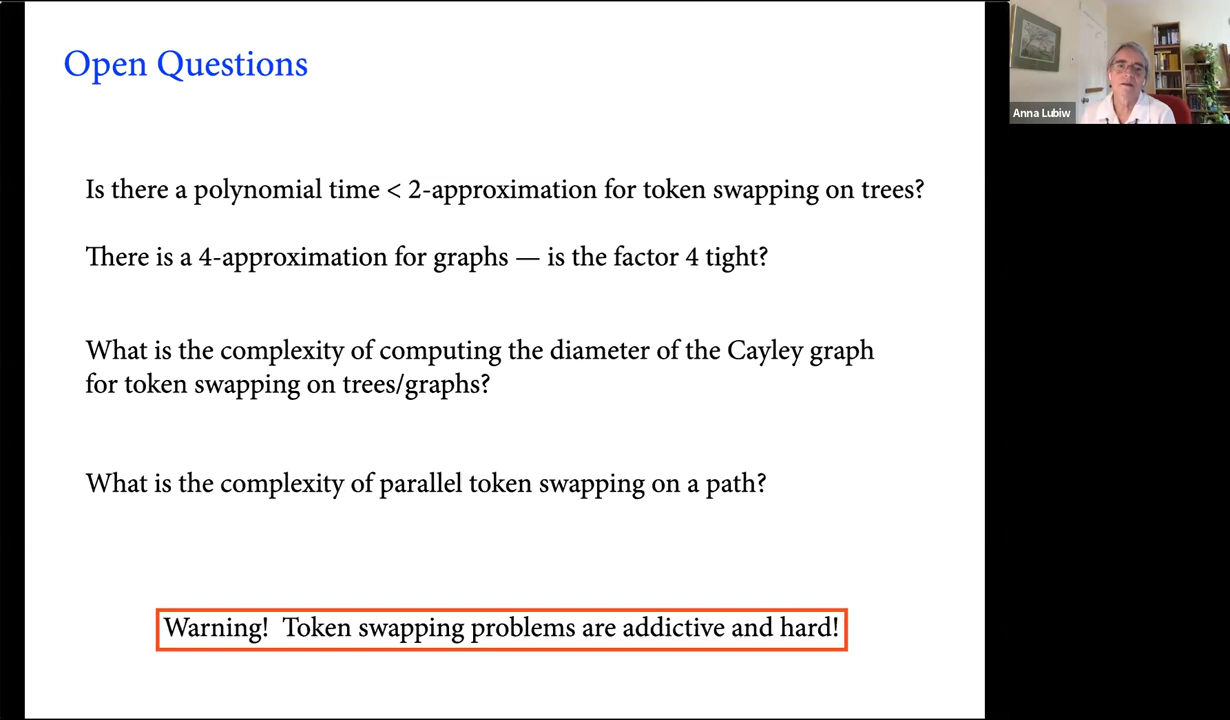 Open Questions
Anna Lubiw
Is there a polynomial time < 2-approximation for token swapping on trees?
There is a 4-approximation for graphs — is the factor 4 tight?
What is the complexity of computing the diameter of the Cayley graph
for token swapping on trees/graphs?
What is the complexity of parallel token swapping on a path?
Warning!  Token swapping problems are addictive and hard!